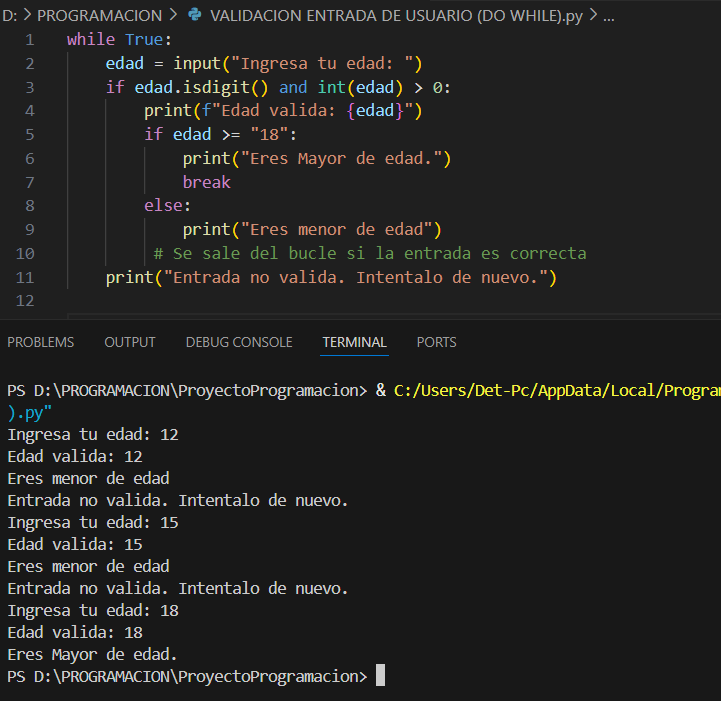 D: > PROGRAMACION > VALIDACION ENTRADA DE USUARIO (DO WHILE).py > ...
1 while True:
2     edad = input("Ingresa tu edad: ")
3     if edad.isdigit() and int(edad) > 0:
4         print(f"Edad valida: {edad}")
5         if edad >= "18":
6             print("Eres Mayor de edad.")
7             break
8         else:
9             print("Eres menor de edad")
10          # Se sale del bucle si la entrada es correcta
11    print("Entrada no valida. Intentalo de nuevo.")
12
PROBLEMS OUTPUT DEBUG CONSOLE TERMINAL PORTS
PS D:\PROGRAMACION\ProyectoProgramacion> & C:/Users/Det-Pc/AppData/Local/Program
).py"
Ingresa tu edad: 12
Edad valida: 12
Eres menor de edad
Entrada no valida. Intentalo de nuevo.
Ingresa tu edad: 15
Edad valida: 15
Eres menor de edad
Entrada no valida. Intentalo de nuevo.
Ingresa tu edad: 18
Edad valida: 18
Eres Mayor de edad.
PS D:\PROGRAMACION\ProyectoProgramacion>